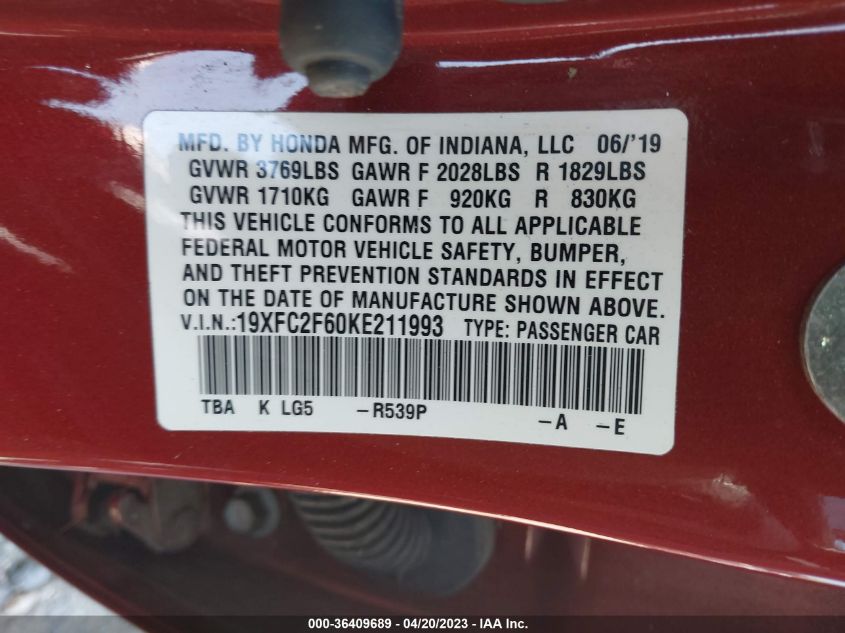 MFD. BY HONDA MFG. OF INDIANA, LLC 06/'19
GVWR 3769LBS GAWR F 2028LBS R 1829LBS
GVWR 1710KG GAWR F 920KG R 830KG
THIS VEHICLE CONFORMS TO ALL APPLICABLE
FEDERAL MOTOR VEHICLE SAFETY, BUMPER,
AND THEFT PREVENTION STANDARDS IN EFFECT
ON THE DATE OF MANUFACTURE SHOWN ABOVE.
V.I.N.:19XFC2F60KE211993 TYPE: PASSENGER CAR
TBA K LG5 -R539P -A -E
000-36409689 - 04/20/2023 - IAA Inc.